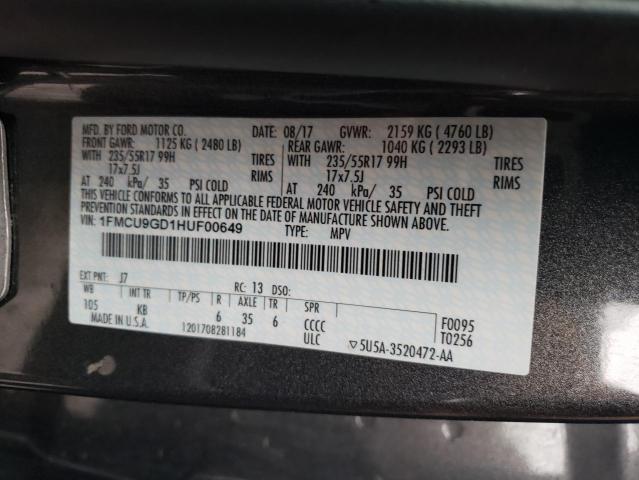 MFD. BY FORD MOTOR CO. DATE: 08/17 GVWR: 2159 KG ( 4760 LB)
FRONT GAWR: 1125 KG ( 2480 LB) REAR GAWR: 1040 KG ( 2293 LB)
WITH 235/55R17 99H TIRES WITH 235/55R17 99H TIRES
17x7.5J RIMS 17x7.5J RIMS
AT 240 kPa/ 35 PSI COLD AT 240 kPa/ 35 PSI COLD
THIS VEHICLE CONFORMS TO ALL APPLICABLE FEDERAL MOTOR VEHICLE SAFETY AND THEFT
PREVENTION STANDARDS IN EFFECT ON THE DATE OF MANUFACTURE SHOWN ABOVE.
VIN: 1FMCU9GD1HUF00649 TYPE: MPV
EXT PNT: J7 RC: 13 DSO:
WB INT TR TP/PS R AXLE TR SPR F0095
105 KB 6 35 6 CCCC T0256
MADE IN U.S.A. 1201708281184 ULC ▽5U5A-3520472-AA